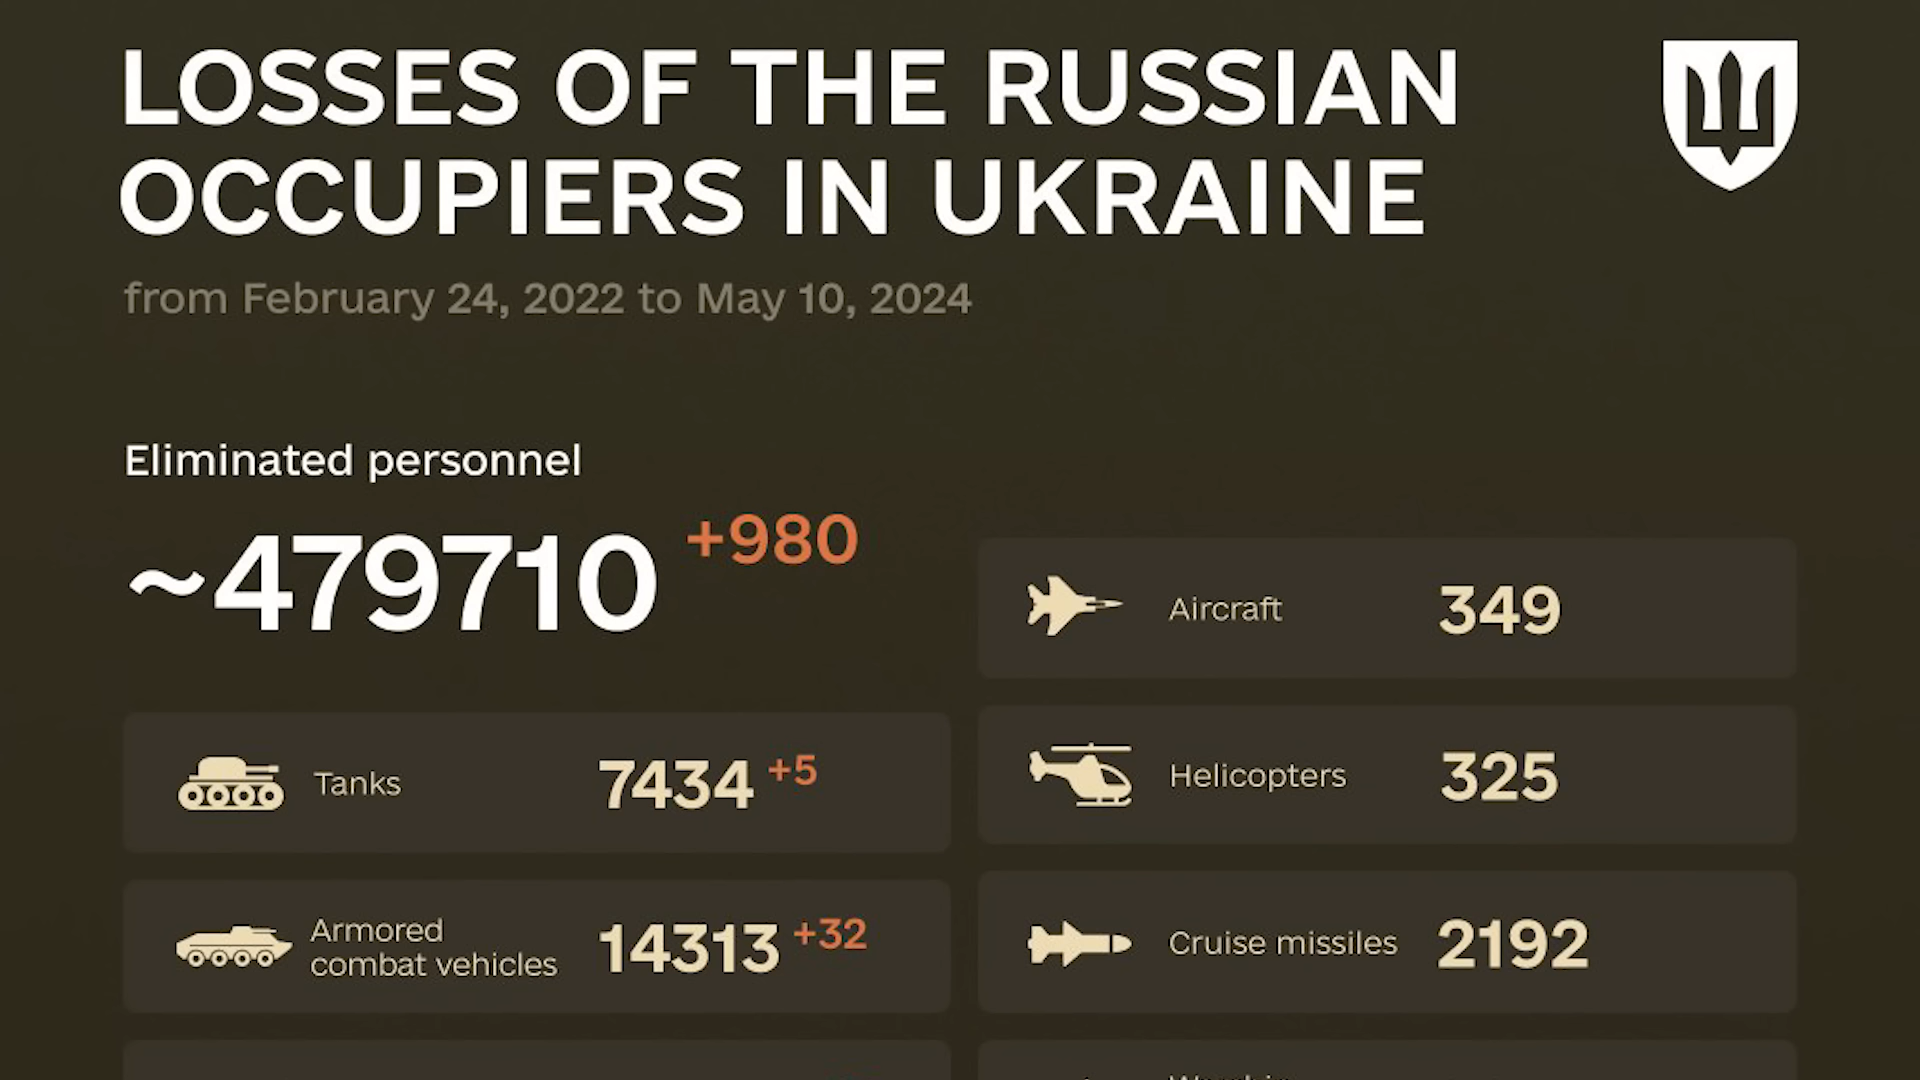 LOSSES OF THE RUSSIAN
OCCUPIERS IN UKRAINE
from February 24, 2022 to May 10, 2024
Eliminated personnel
~479710 +980
Tanks 7434 +5
Armored
combat vehicles 14313 +32
Aircraft 349
Helicopters 325
Cruise missiles 2192